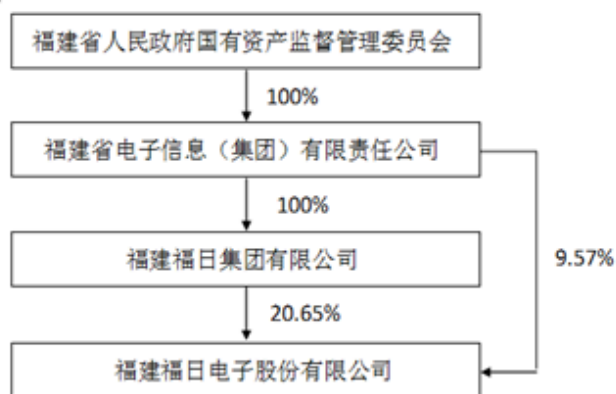 福建省人民政府国有资产监督管理委员会
100%
福建省电子信息（集团）有限责任公司
100%
福建福日集团有限公司
9.57%
20.65%
福建福日电子股份有限公司